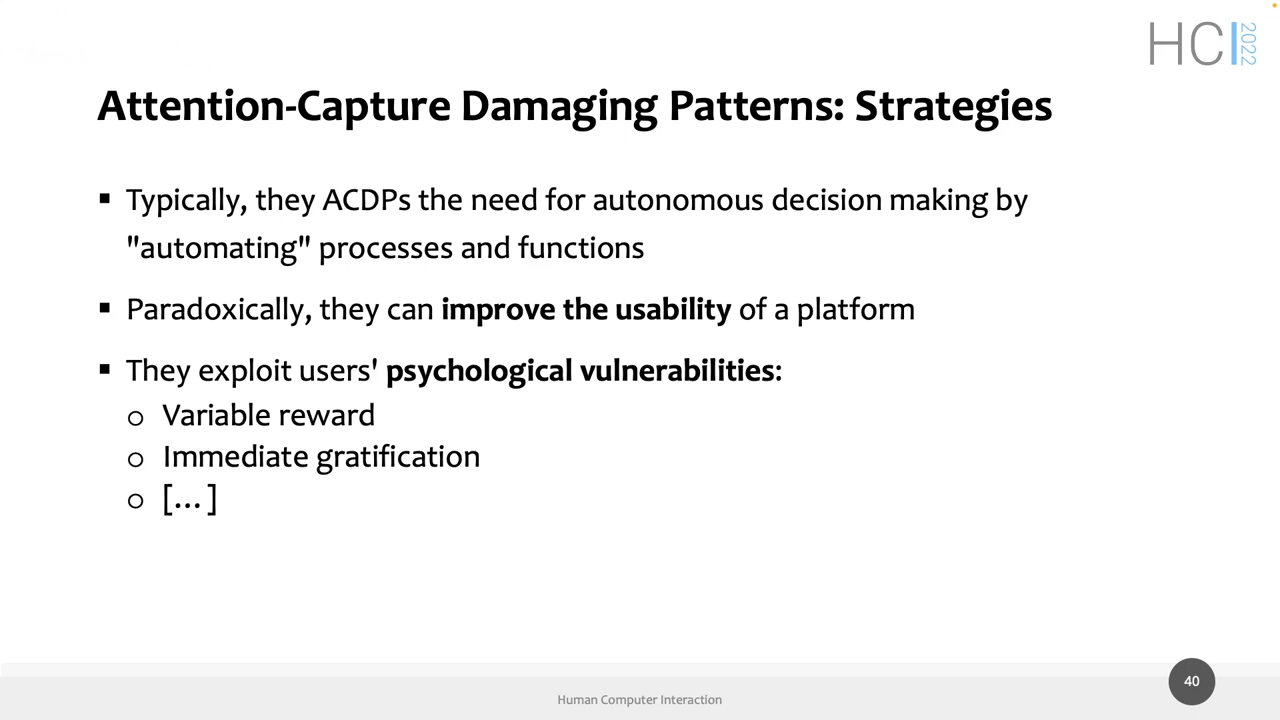 HCI 2022
Attention-Capture Damaging Patterns: Strategies
▪ Typically, they ACDPs the need for autonomous decision making by
"automating" processes and functions
▪ Paradoxically, they can improve the usability of a platform
▪ They exploit users' psychological vulnerabilities:
o Variable reward
o Immediate gratification
o [...]
40
Human Computer Interaction